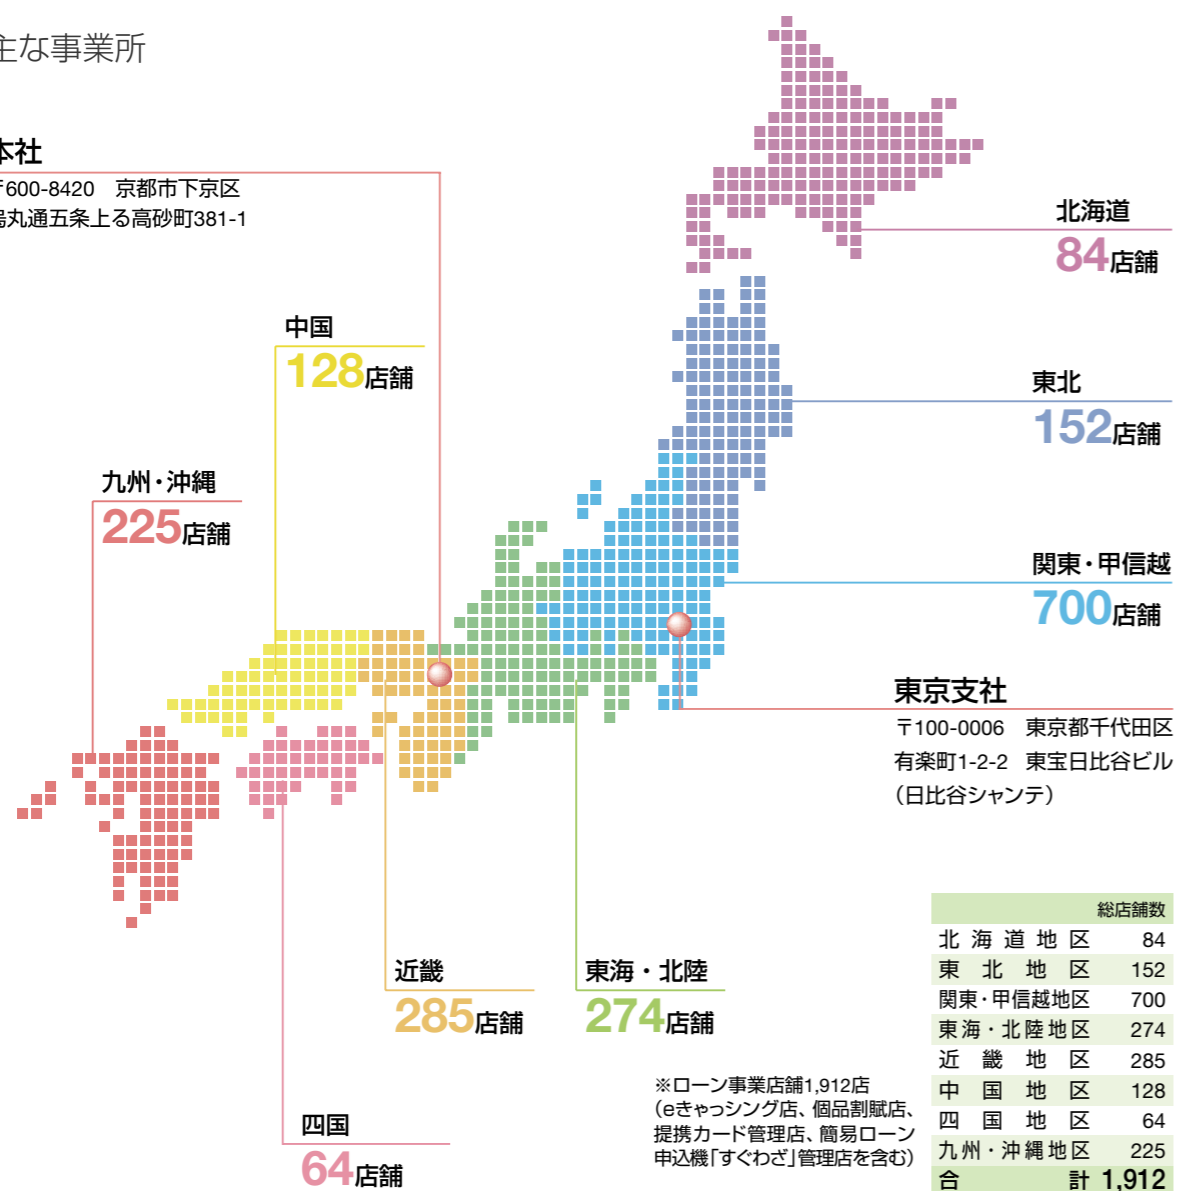 主な事業所
本社
〒600-8420 京都市下京区
烏丸通五条上る高砂町381-1
北海道
84店舗
中国
128店舗
東北
152店舗
九州・沖縄
225店舗
関東・甲信越
700店舗
東京支社
〒100-0006 東京都千代田区
有楽町1-2-2 東宝日比谷ビル
（日比谷シャンテ）
近畿
285店舗
東海・北陸
274店舗
四国
64店舗
※ローン事業店舗1,912店
（eきゃっシング店、個品割賦店、
提携カード管理店、簡易ローン
申込機「すぐわざ」管理店を含む）
総店舗数
北海道地区 84
東北地区 152
関東・甲信越地区 700
東海・北陸地区 274
近畿地区 285
中国地区 128
四国地区 64
九州・沖縄地区 225
合計 1,912